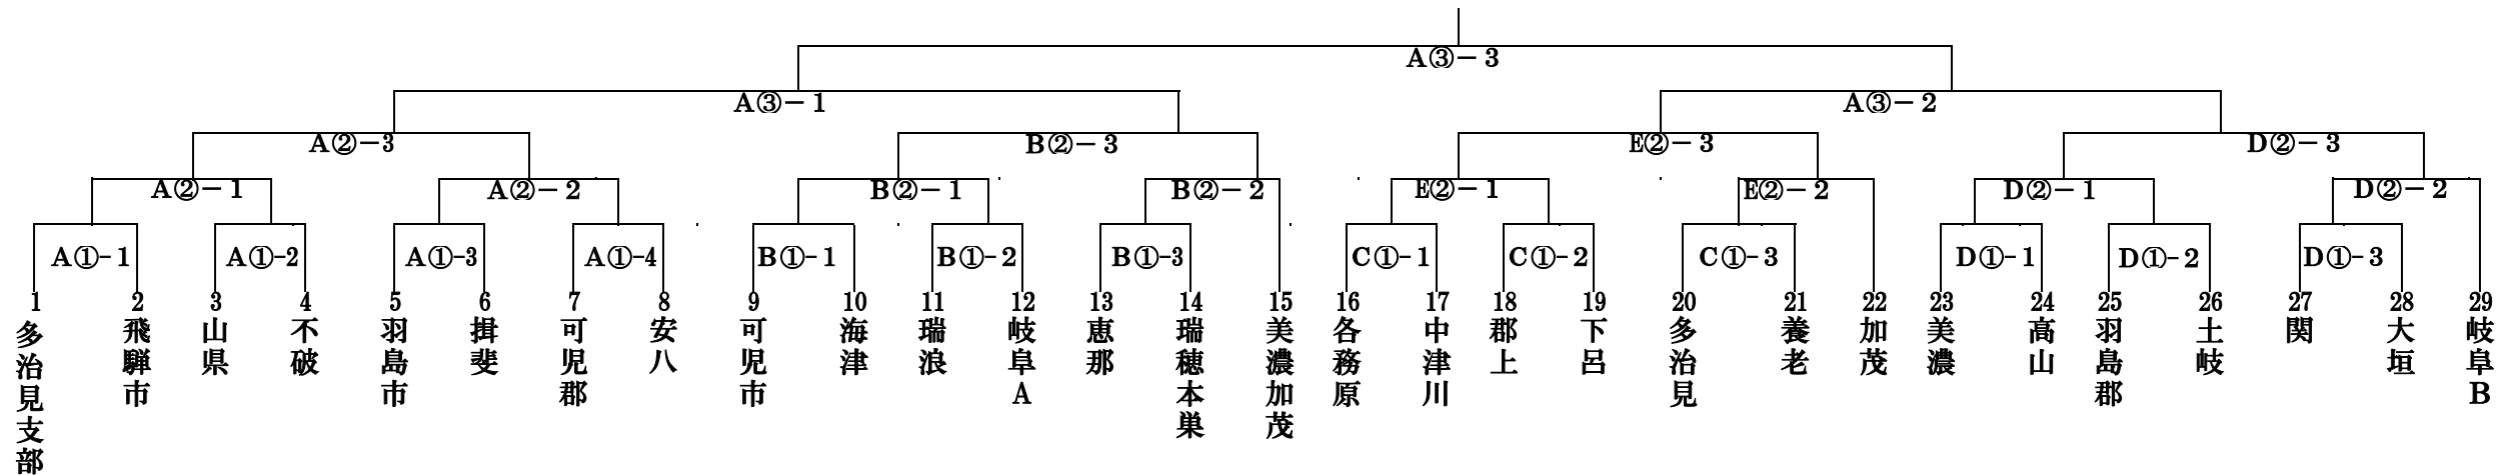 A③－３
A③－１
A③－２
A②－3
B②－３
E②－３
D②－３
A②－１
A②－２
B②－１
B②－２
E②－１
E②－２
D②－１
D②－２
A①-１
A①-2
A①-3
A①-4
B①-１
B①-２
B①-3
C①-１
C①-２
C①-３
D①-１
D①-２
D①-３
1
2
3
4
5
6
7
8
9
10
11
12
13
14
15
16
17
18
19
20
21
22
23
24
25
26
27
28
29
多治見支部
飛騨市
山県
不破
羽島市
揖斐
可児郡
安八
可児市
海津
瑞浪
岐阜A
恵那
瑞穂本巣
美濃加茂
各務原
中津川
郡上
下呂
多治見
養老
加茂
美濃
高山
羽島郡
土岐
関
大垣
岐阜B